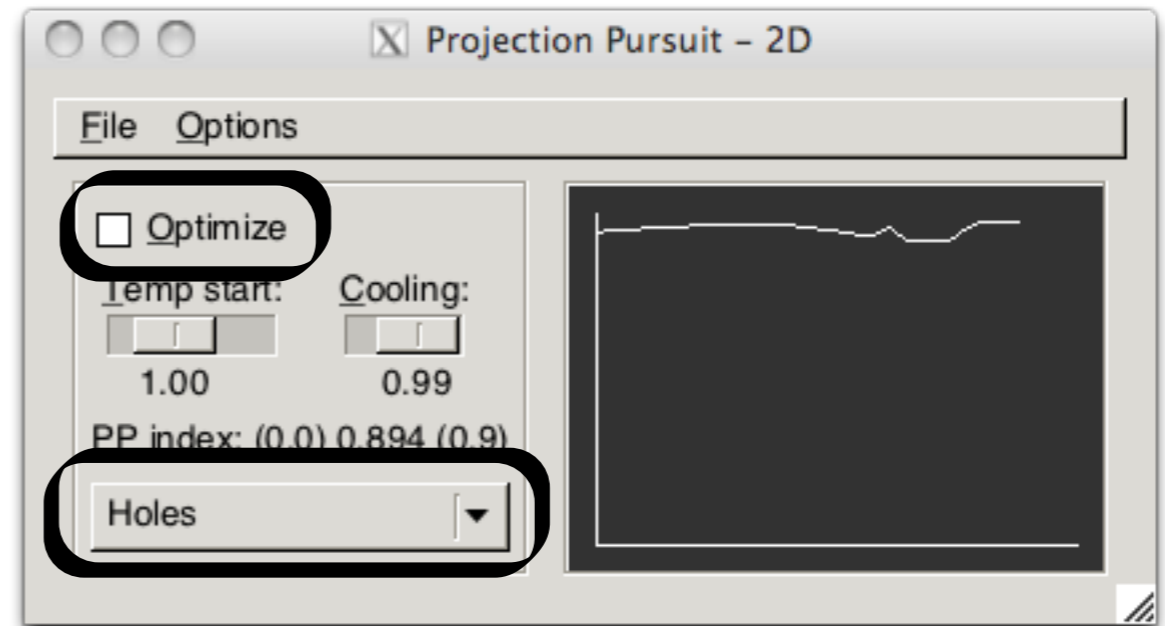 X Projection Pursuit – 2D
File Options
Optimize
Temp start: Cooling:
1.00 0.99
PP index: (0.0) 0.894 (0.9)
Holes